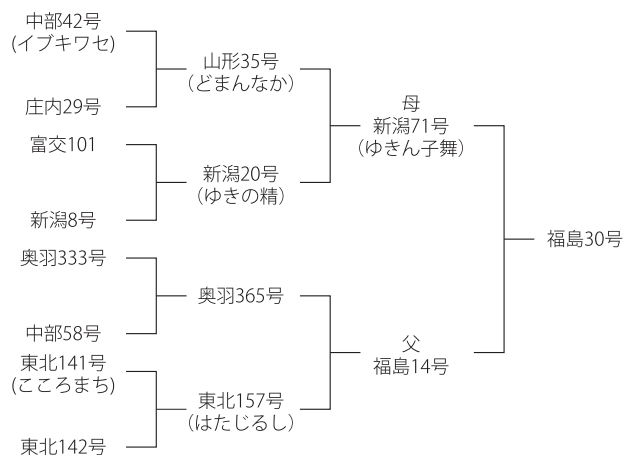 中部42号
(イブキワセ)
庄内29号
富交101
新潟8号
奥羽333号
中部58号
東北141号
(こころまち)
東北142号
山形35号
(どまんなか)
新潟20号
(ゆきの精)
奥羽365号
東北157号
(はたじるし)
母
新潟71号
(ゆきん子舞)
父
福島14号
福島30号